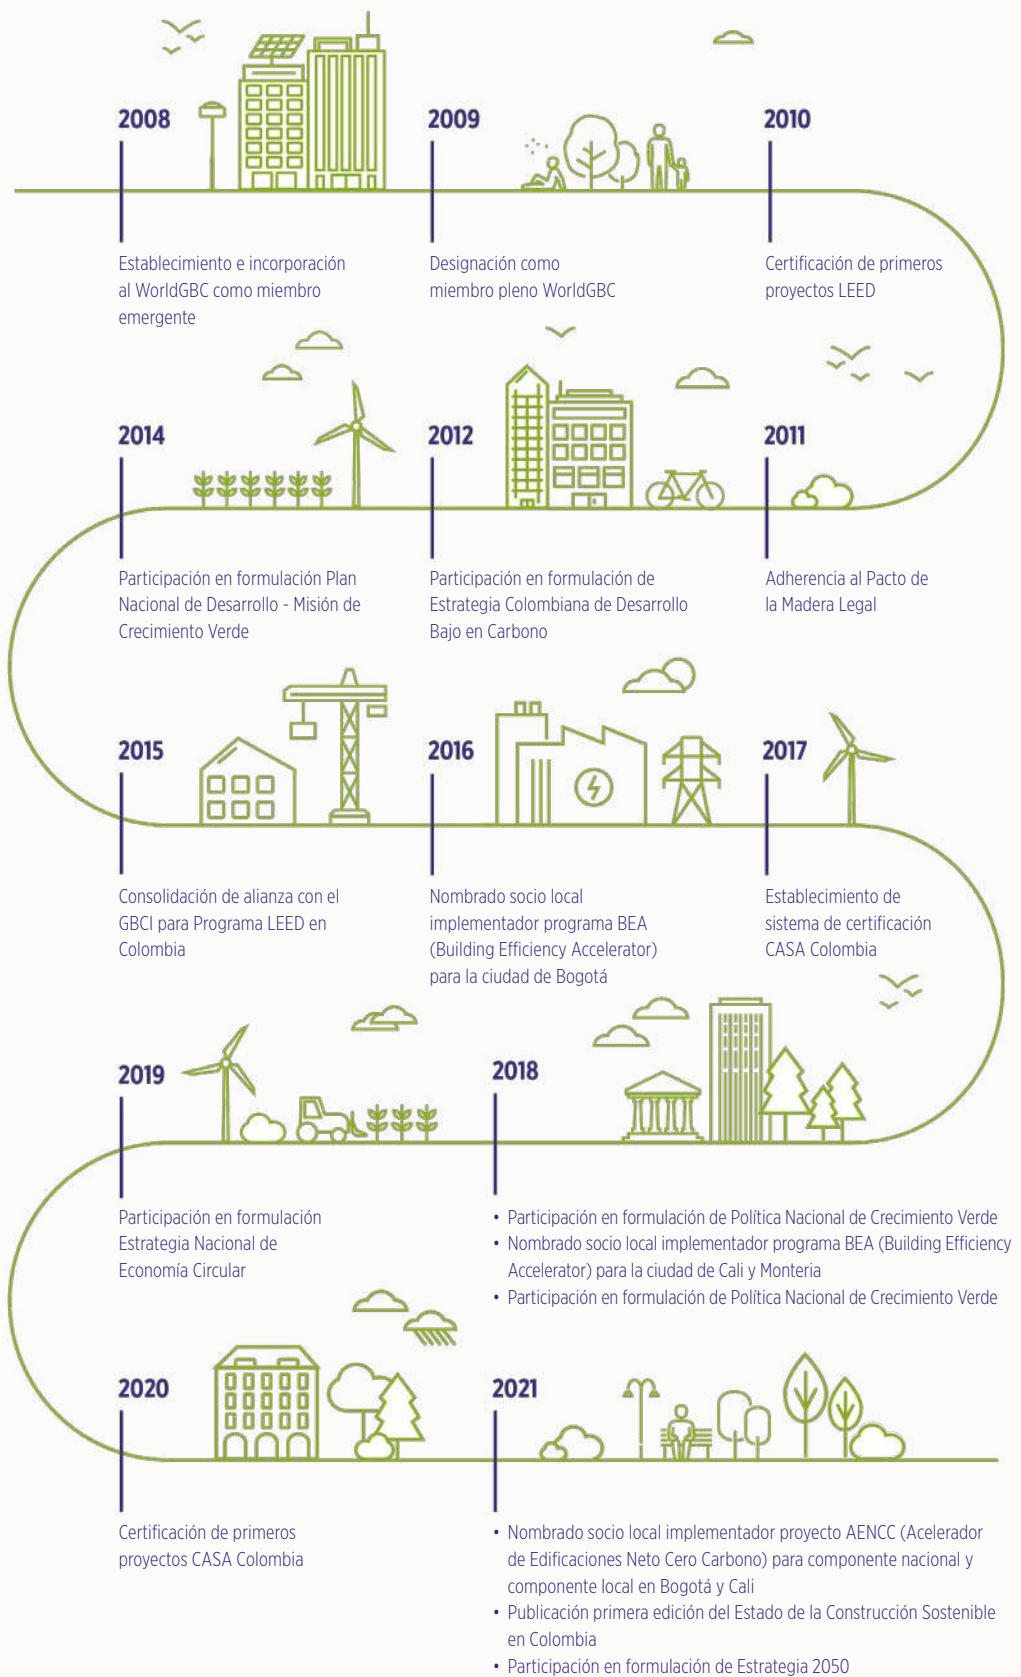 2008
Establecimiento e incorporación
al WorldGBC como miembro
emergente
2009
Designación como
miembro pleno WorldGBC
2010
Certificación de primeros
proyectos LEED
2011
Adherencia al Pacto de
la Madera Legal
2012
Participación en formulación de
Estrategia Colombiana de Desarrollo
Bajo en Carbono
2014
Participación en formulación Plan
Nacional de Desarrollo - Misión de
Crecimiento Verde
2015
Consolidación de alianza con el
GBCI para Programa LEED en
Colombia
2016
Nombrado socio local
implementador programa BEA
(Building Efficiency Accelerator)
para la ciudad de Bogotá
2017
Establecimiento de
sistema de certificación
CASA Colombia
2018
• Participación en formulación de Política Nacional de Crecimiento Verde
• Nombrado socio local implementador programa BEA (Building Efficiency
Accelerator) para la ciudad de Cali y Monteria
• Participación en formulación de Política Nacional de Crecimiento Verde
2019
Participación en formulación
Estrategia Nacional de
Economía Circular
2020
Certificación de primeros
proyectos CASA Colombia
2021
• Nombrado socio local implementador proyecto AENCC (Acelerador
de Edificaciones Neto Cero Carbono) para componente nacional y
componente local en Bogotá y Cali
• Publicación primera edición del Estado de la Construcción Sostenible
en Colombia
• Participación en formulación de Estrategia 2050